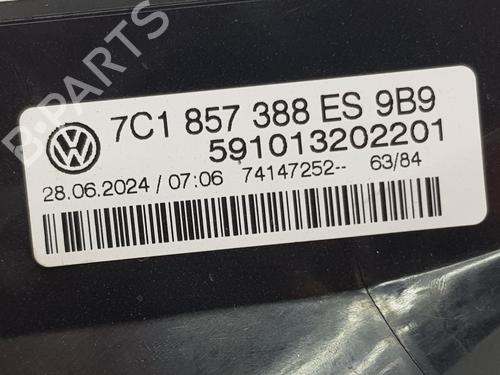 7C1 857 388 ES 9B9
591013202201
28.06.2024 / 07:06 74147252-- 63/84
B-PARTS